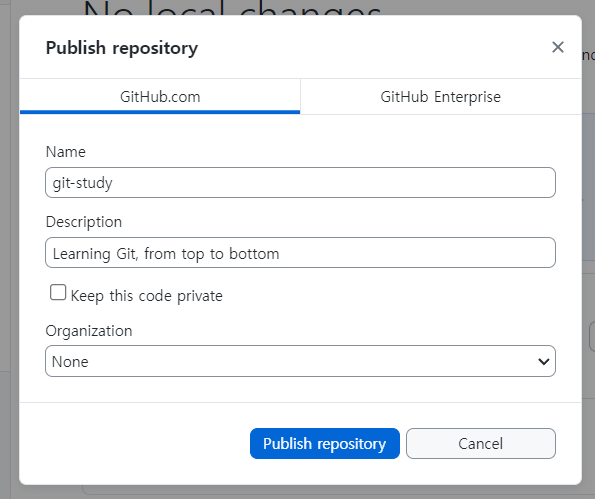 No local changes
Publish repository
GitHub.com
GitHub Enterprise
Name
git-study
Description
Learning Git, from top to bottom
Keep this code private
Organization
None
Publish repository
Cancel